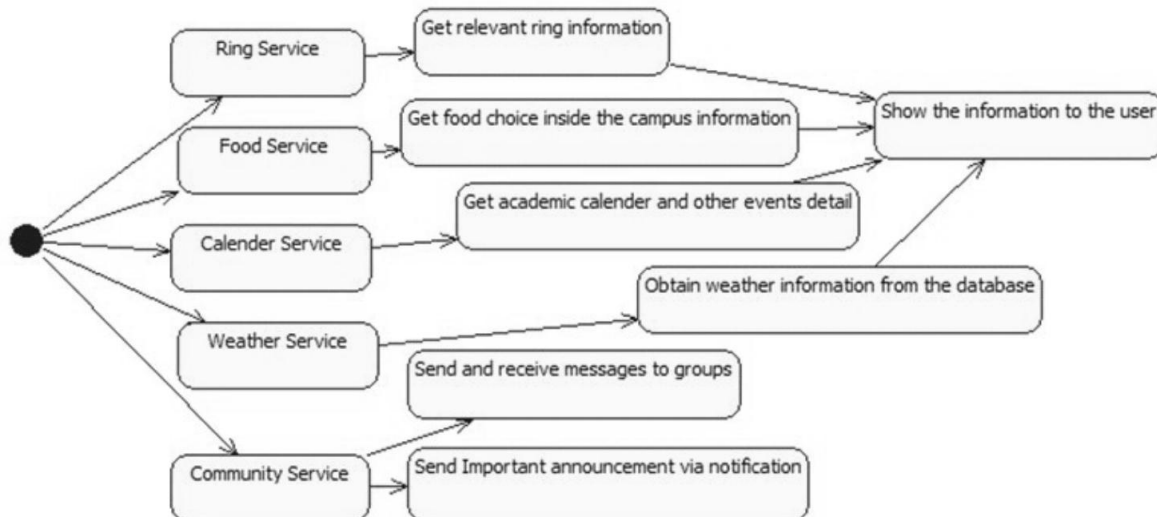 Ring Service
Get relevant ring information
Food Service
Get food choice inside the campus information
Show the information to the user
Calender Service
Get academic calender and other events detail
Weather Service
Obtain weather information from the database
Community Service
Send and receive messages to groups
Send Important announcement via notification